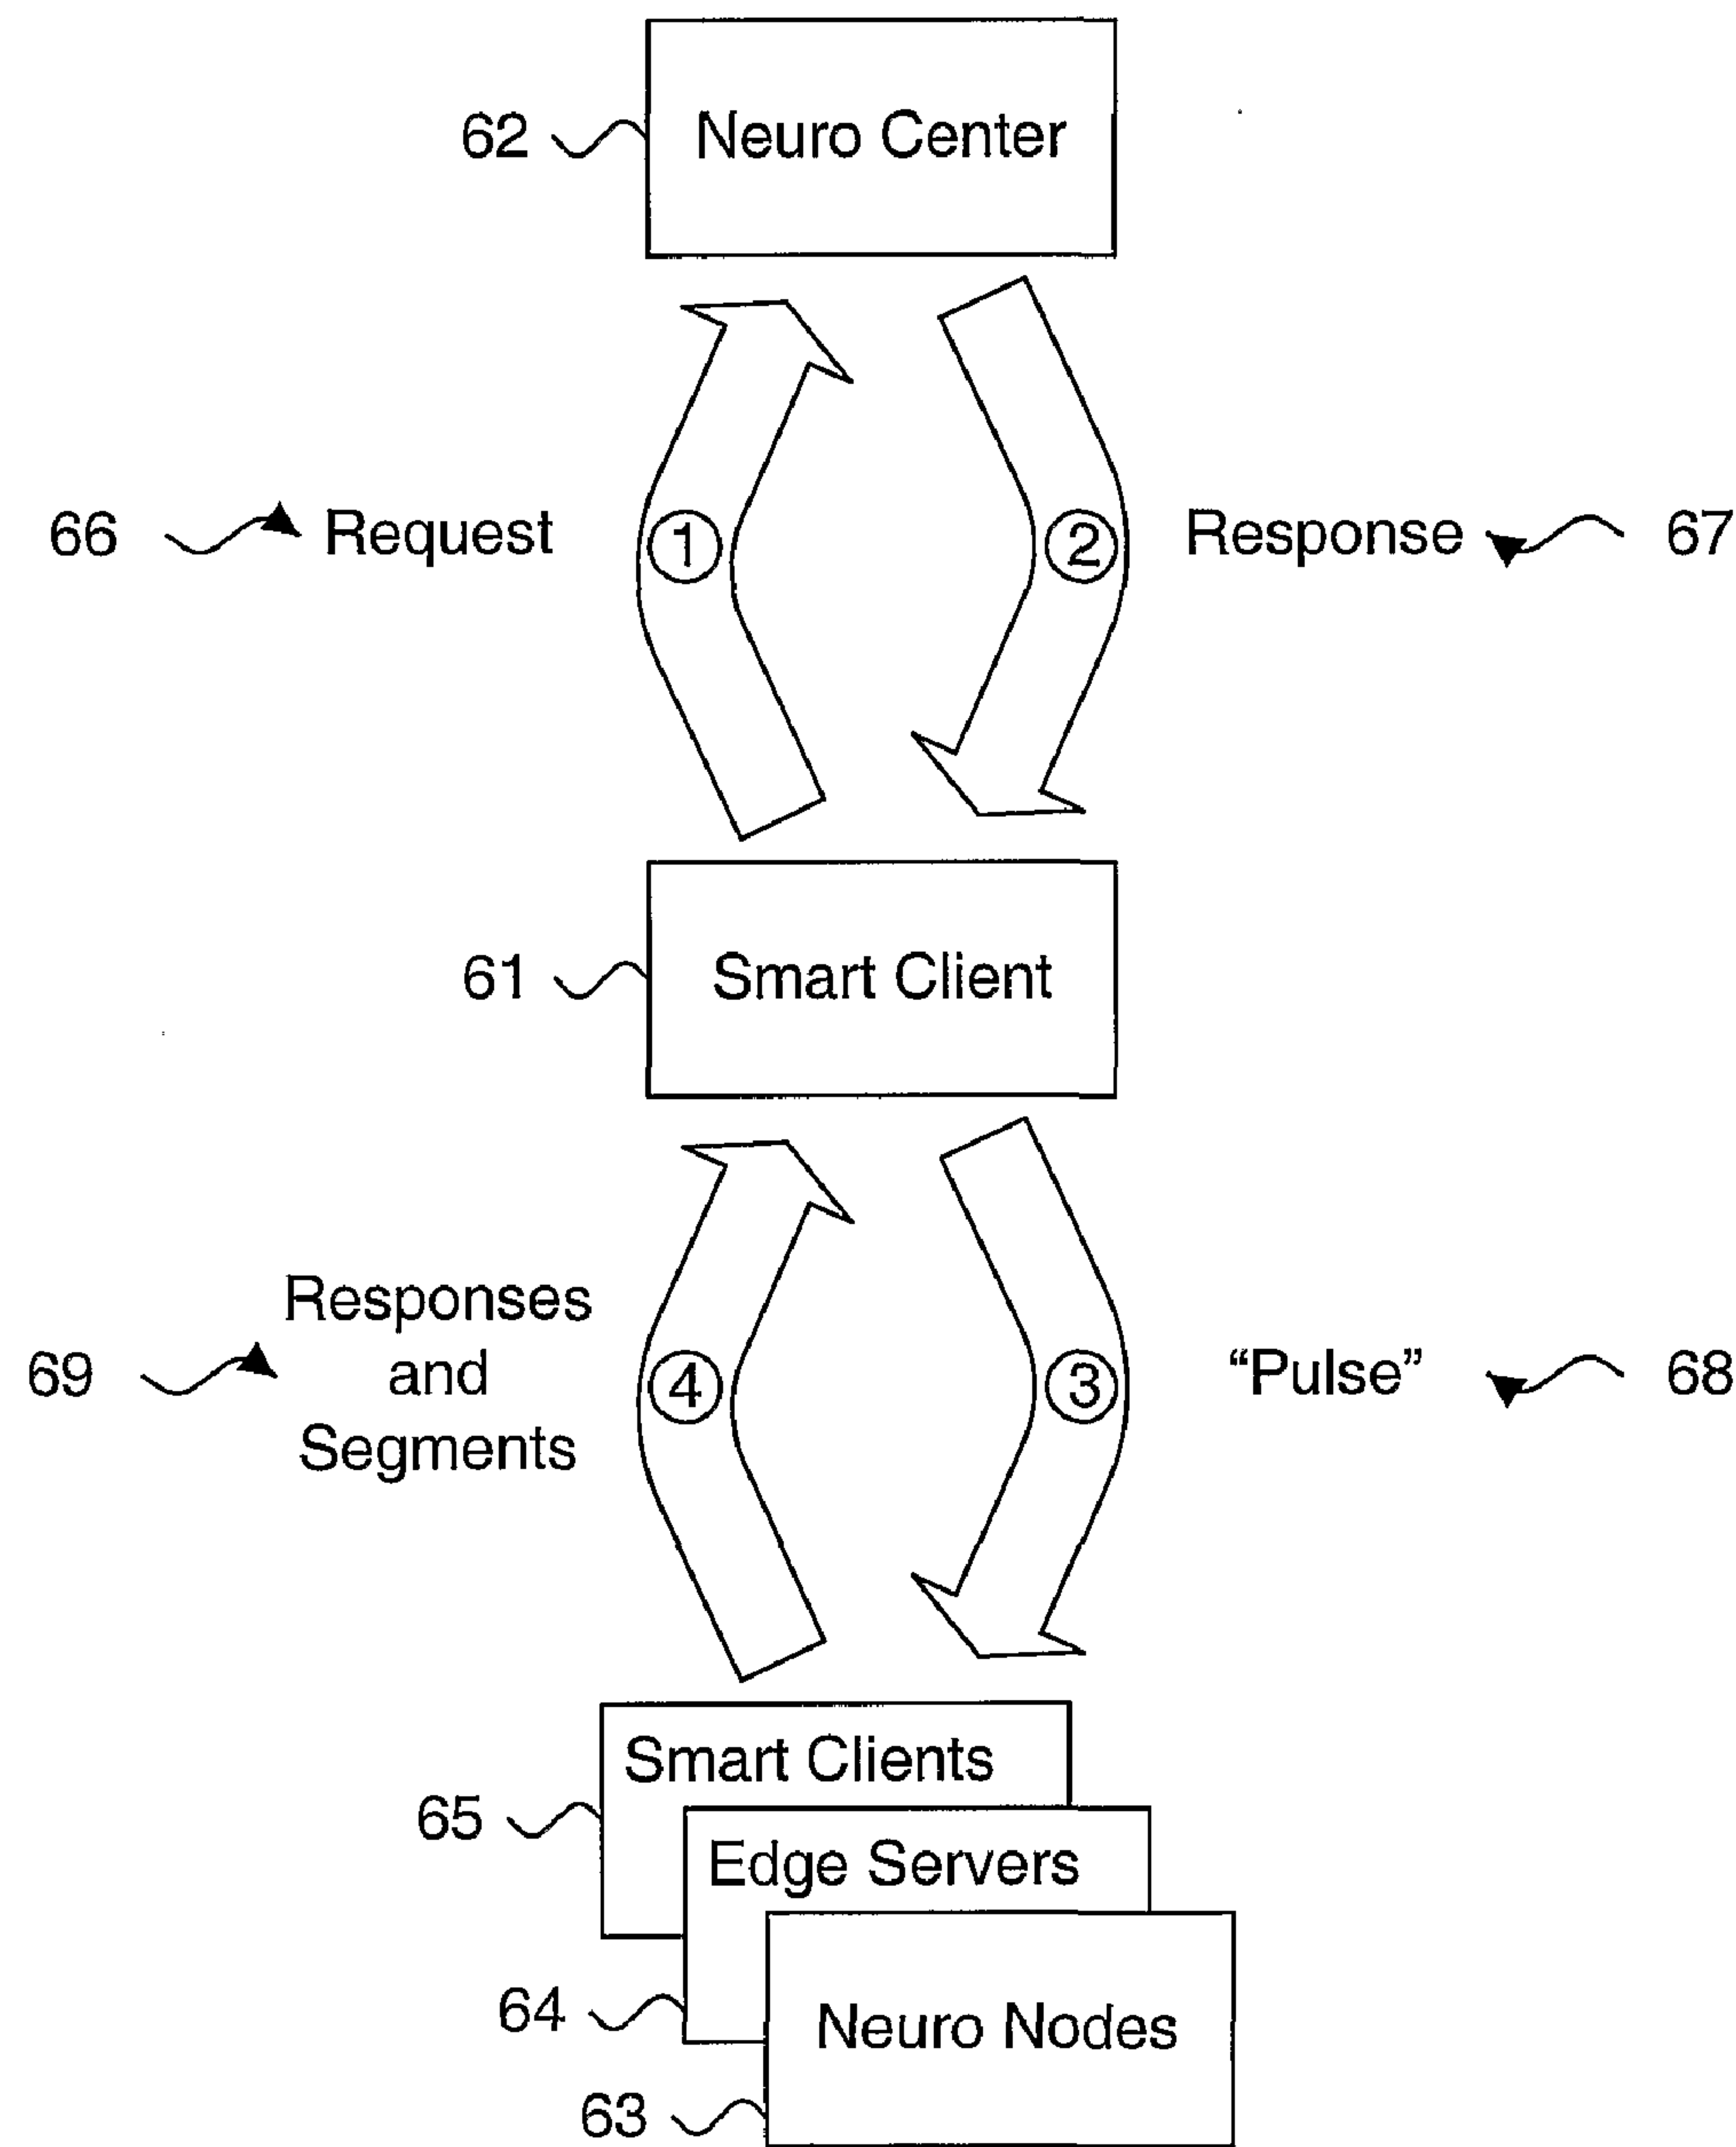 62
Neuro Center
66
Request
1
2
Response
67
61
Smart Client
69
Responses
and
Segments
4
3
“Pulse”
68
Smart Clients
65
Edge Servers
64
Neuro Nodes
63